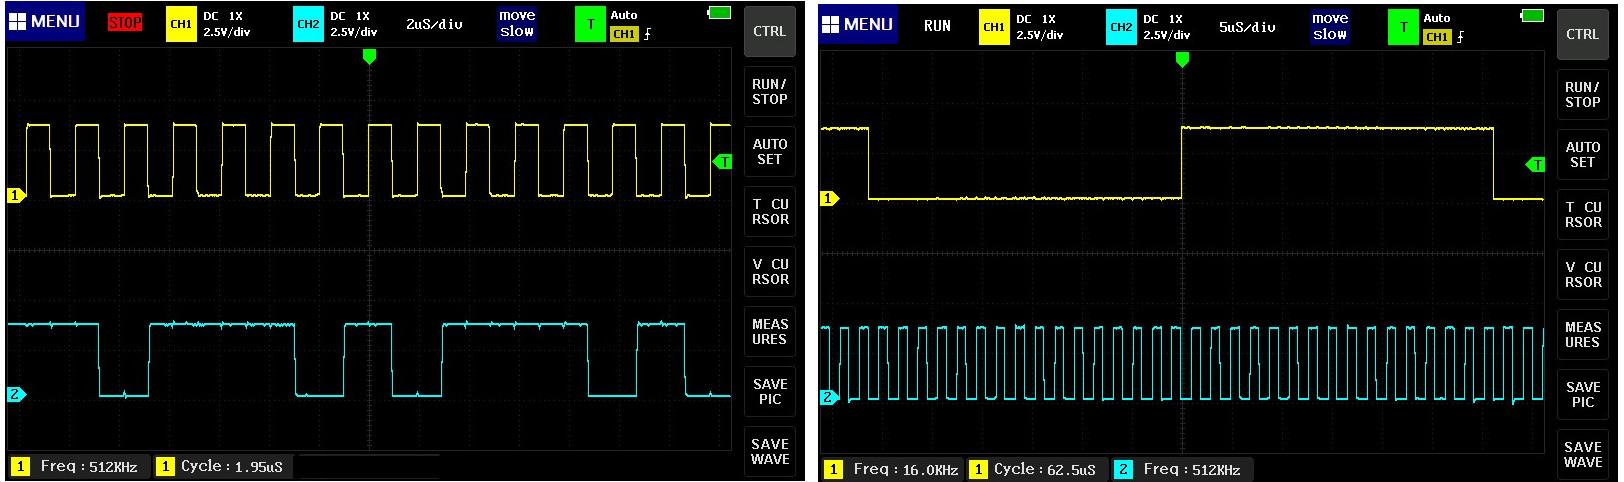 MENU
STOP
CH1
DC 1X
2.5V/div
CH2
DC 1X
2.5V/div
2uS/div
move
slow
T
Auto
CH1
CTRL
RUN/
STOP
AUTO
SET
T CU
RSOR
V CU
RSOR
MEAS
URES
SAVE
PIC
SAVE
WAVE
T
1
2
1 Freq : 512KHz
1 Cycle : 1.95uS
MENU
RUN
CH1
DC 1X
2.5V/div
CH2
DC 1X
2.5V/div
5uS/div
move
slow
T
Auto
CH1
CTRL
RUN/
STOP
AUTO
SET
T CU
RSOR
V CU
RSOR
MEAS
URES
SAVE
PIC
SAVE
WAVE
T
1
2
1 Freq : 16.0KHz
1 Cycle : 62.5uS
2 Freq : 512KHz